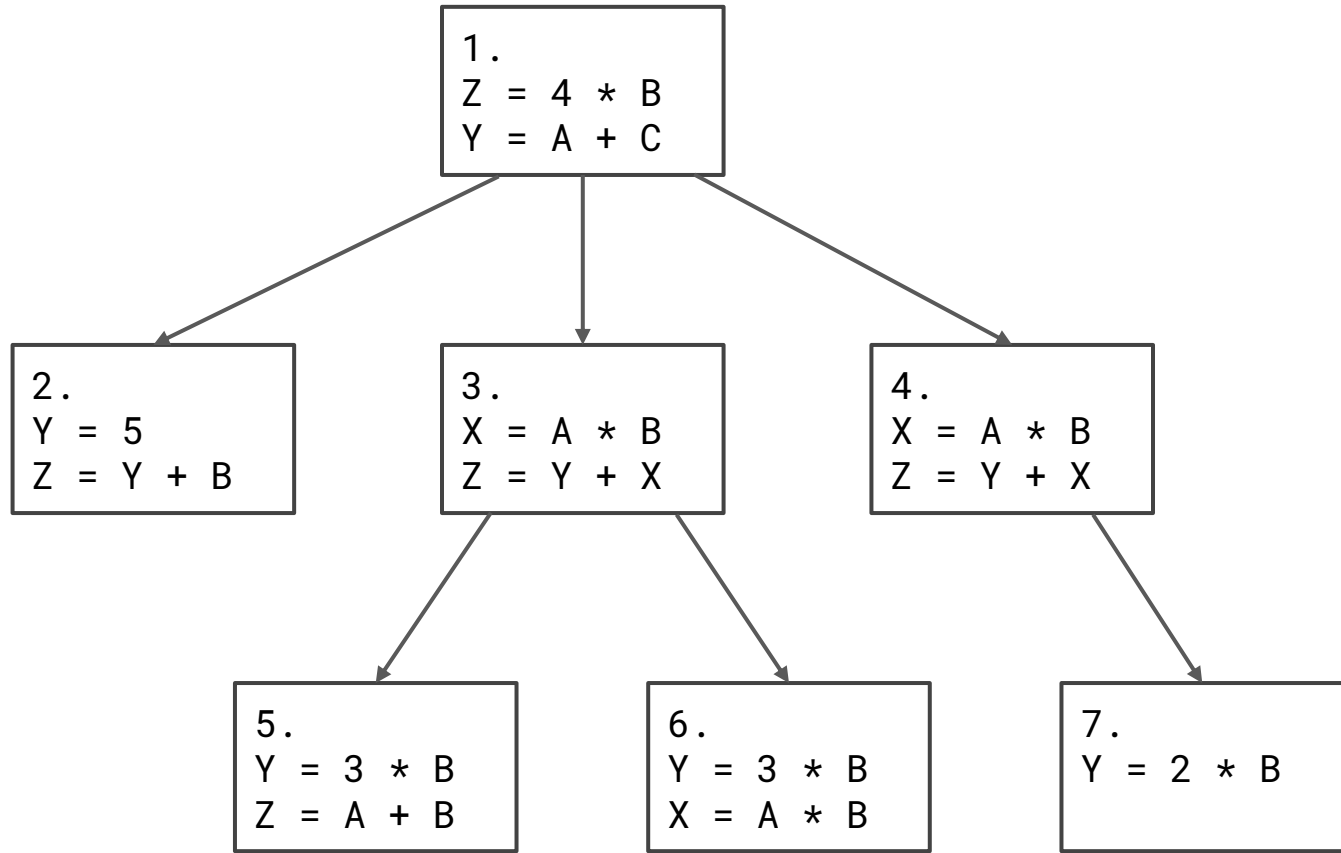 1.
Z = 4 * B
Y = A + C
2.
Y = 5
Z = Y + B
3.
X = A * B
Z = Y + X
4.
X = A * B
Z = Y + X
5.
Y = 3 * B
Z = A + B
6.
Y = 3 * B
X = A * B
7.
Y = 2 * B